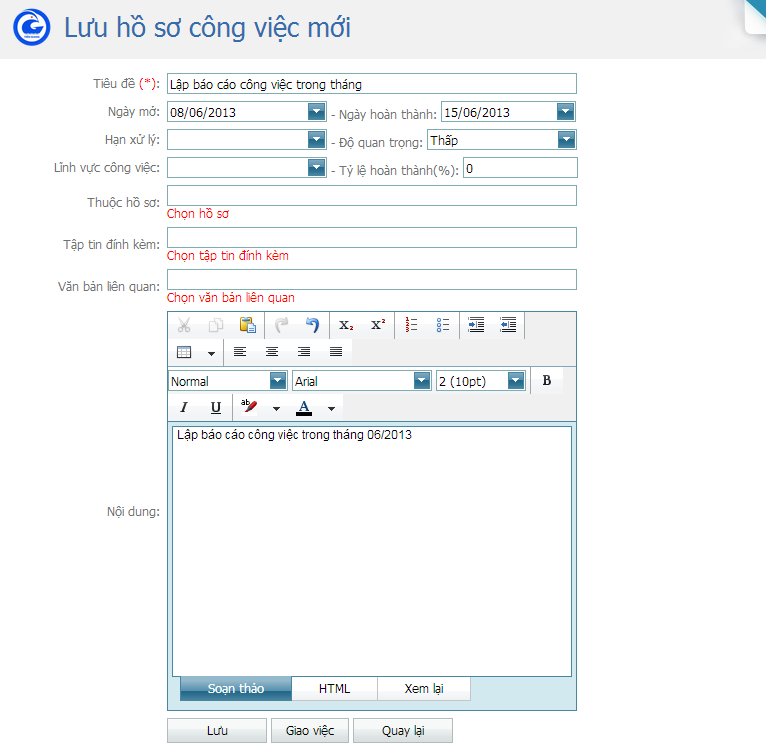 Lưu hồ sơ công việc mới
Tiêu đề (*): Lập báo cáo công việc trong tháng
Ngày mở: 08/06/2013 - Ngày hoàn thành: 15/06/2013
Hạn xử lý: - Độ quan trọng: Thấp
Lĩnh vực công việc: - Tỷ lệ hoàn thành(%): 0
Thuộc hồ sơ:
Chọn hồ sơ
Tập tin đính kèm:
Chọn tập tin đính kèm
Văn bản liên quan:
Chọn văn bản liên quan
Normal Arial 2 (10pt) B
I U ab A
Lập báo cáo công việc trong tháng 06/2013
Nội dung:
Soạn thảo HTML Xem lại
Lưu Giao việc Quay lại